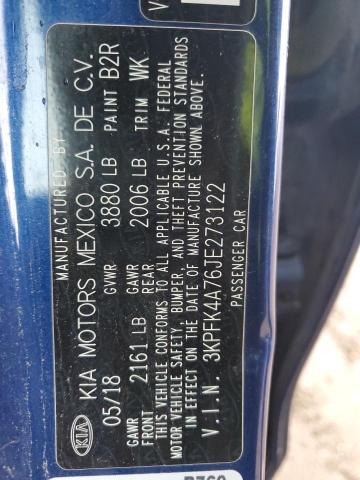 MANUFACTURED BY
KIA KIA MOTORS MEXICO S.A. DE C.V.
05/18 GVWR 3880 LB PAINT B2R
GAWR FRONT 2161 LB GAWR REAR 2006 LB TRIM WK
THIS VEHICLE CONFORMS TO ALL APPLICABLE U.S.A. FEDERAL
MOTOR VEHICLE SAFETY, BUMPER, AND THEFT PREVENTION STANDARDS
IN EFFECT ON THE DATE OF MANUFACTURE SHOWN ABOVE.
V.I.N. 3KPFK4A76JE273122
PASSENGER CAR